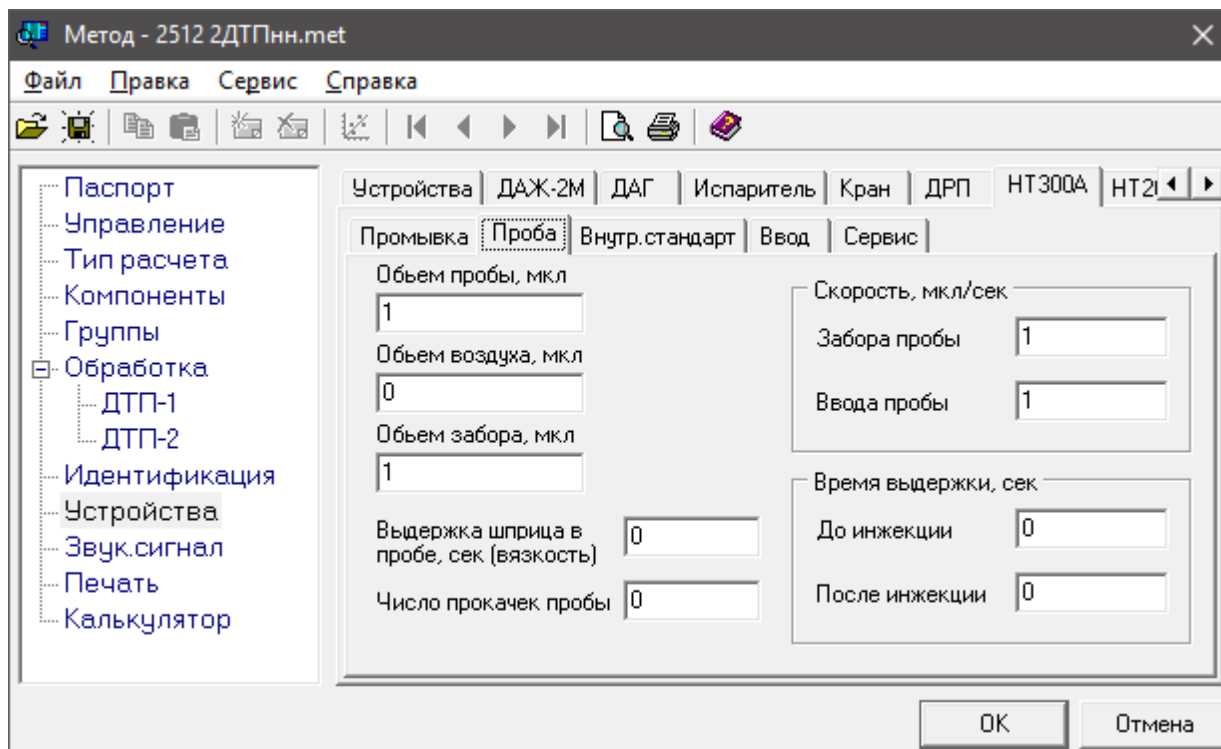 Метод - 2512 2ДТПнн.met
Файл Правка Сервис Справка
Паспорт
Управление
Тип расчета
Компоненты
Группы
Обработка
ДТП-1
ДТП-2
Идентификация
Устройства
Звук.сигнал
Печать
Калькулятор
Устройства ДАЖ-2М ДАГ Испаритель Кран ДРП HT300A
Промывка Проба Внутр.стандарт Ввод Сервис
Обьем пробы, мкл
1
Обьем воздуха, мкл
0
Обьем забора, мкл
1
Выдержка шприца в
пробе, сек (вязкость)
0
Число прокачек пробы 0
Скорость, мкл/сек
Забора пробы 1
Ввода пробы 1
Время выдержки, сек
До инжекции 0
После инжекции 0
OK Отмена